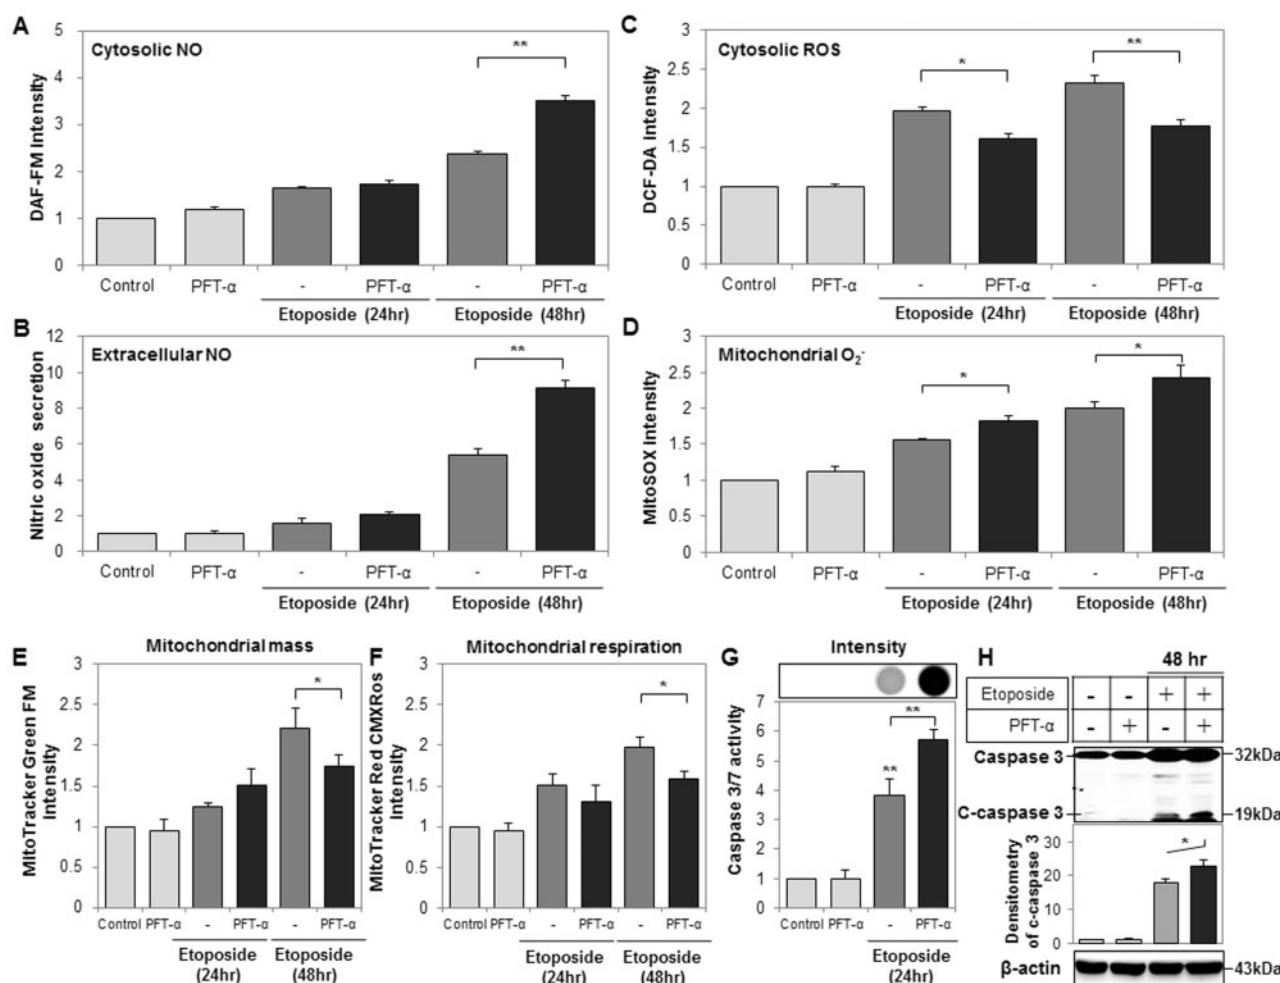 A
Cytosolic NO
DAF-FM Intensity
5
4
3
2
1
0
**
Control PFT-α - PFT-α - PFT-α
Etoposide (24hr) Etoposide (48hr)
B
Extracellular NO
Nitric oxide secretion
12
10
8
6
4
2
0
**
Control PFT-α - PFT-α - PFT-α
Etoposide (24hr) Etoposide (48hr)
C
Cytosolic ROS
DCF-DA Intensity
3
2.5
2
1.5
1
0.5
0
* **
Control PFT-α - PFT-α - PFT-α
Etoposide (24hr) Etoposide (48hr)
D
Mitochondrial O₂⁻
MitoSOX Intensity
3
2.5
2
1.5
1
0.5
0
* *
Control PFT-α - PFT-α - PFT-α
Etoposide (24hr) Etoposide (48hr)
E
Mitochondrial mass
MitoTracker Green FM
Intensity
3
2.5
2
1.5
1
0.5
0
*
Control PFT-α - PFT-α - PFT-α
Etoposide Etoposide
(24hr) (48hr)
F
Mitochondrial respiration
MitoTracker Red CMXRos
Intensity
3
2.5
2
1.5
1
0.5
0
*
Control PFT-α - PFT-α - PFT-α
Etoposide Etoposide
(24hr) (48hr)
G
Intensity
Caspase 3/7 activity
7
6
5
4
3
2
1
0
**
**
Control PFT-α - PFT-α
Etoposide
(24hr)
H
48 hr
Etoposide - - + +
PFT-α - + - +
Caspase 3 32kDa
C-caspase 3 19kDa
Densitometry
of c-caspase 3
30
20
10
0
*
β-actin 43kDa